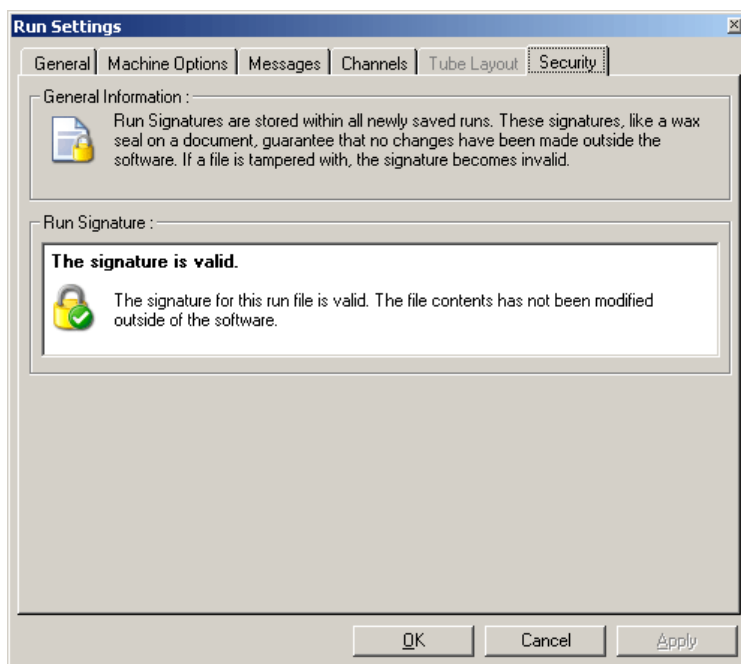 Run Settings
General Machine Options Messages Channels Tube Layout Security
General Information :
Run Signatures are stored within all newly saved runs. These signatures, like a wax
seal on a document, guarantee that no changes have been made outside the
software. If a file is tampered with, the signature becomes invalid.
Run Signature :
The signature is valid.
The signature for this run file is valid. The file contents has not been modified
outside of the software.
OK Cancel Apply